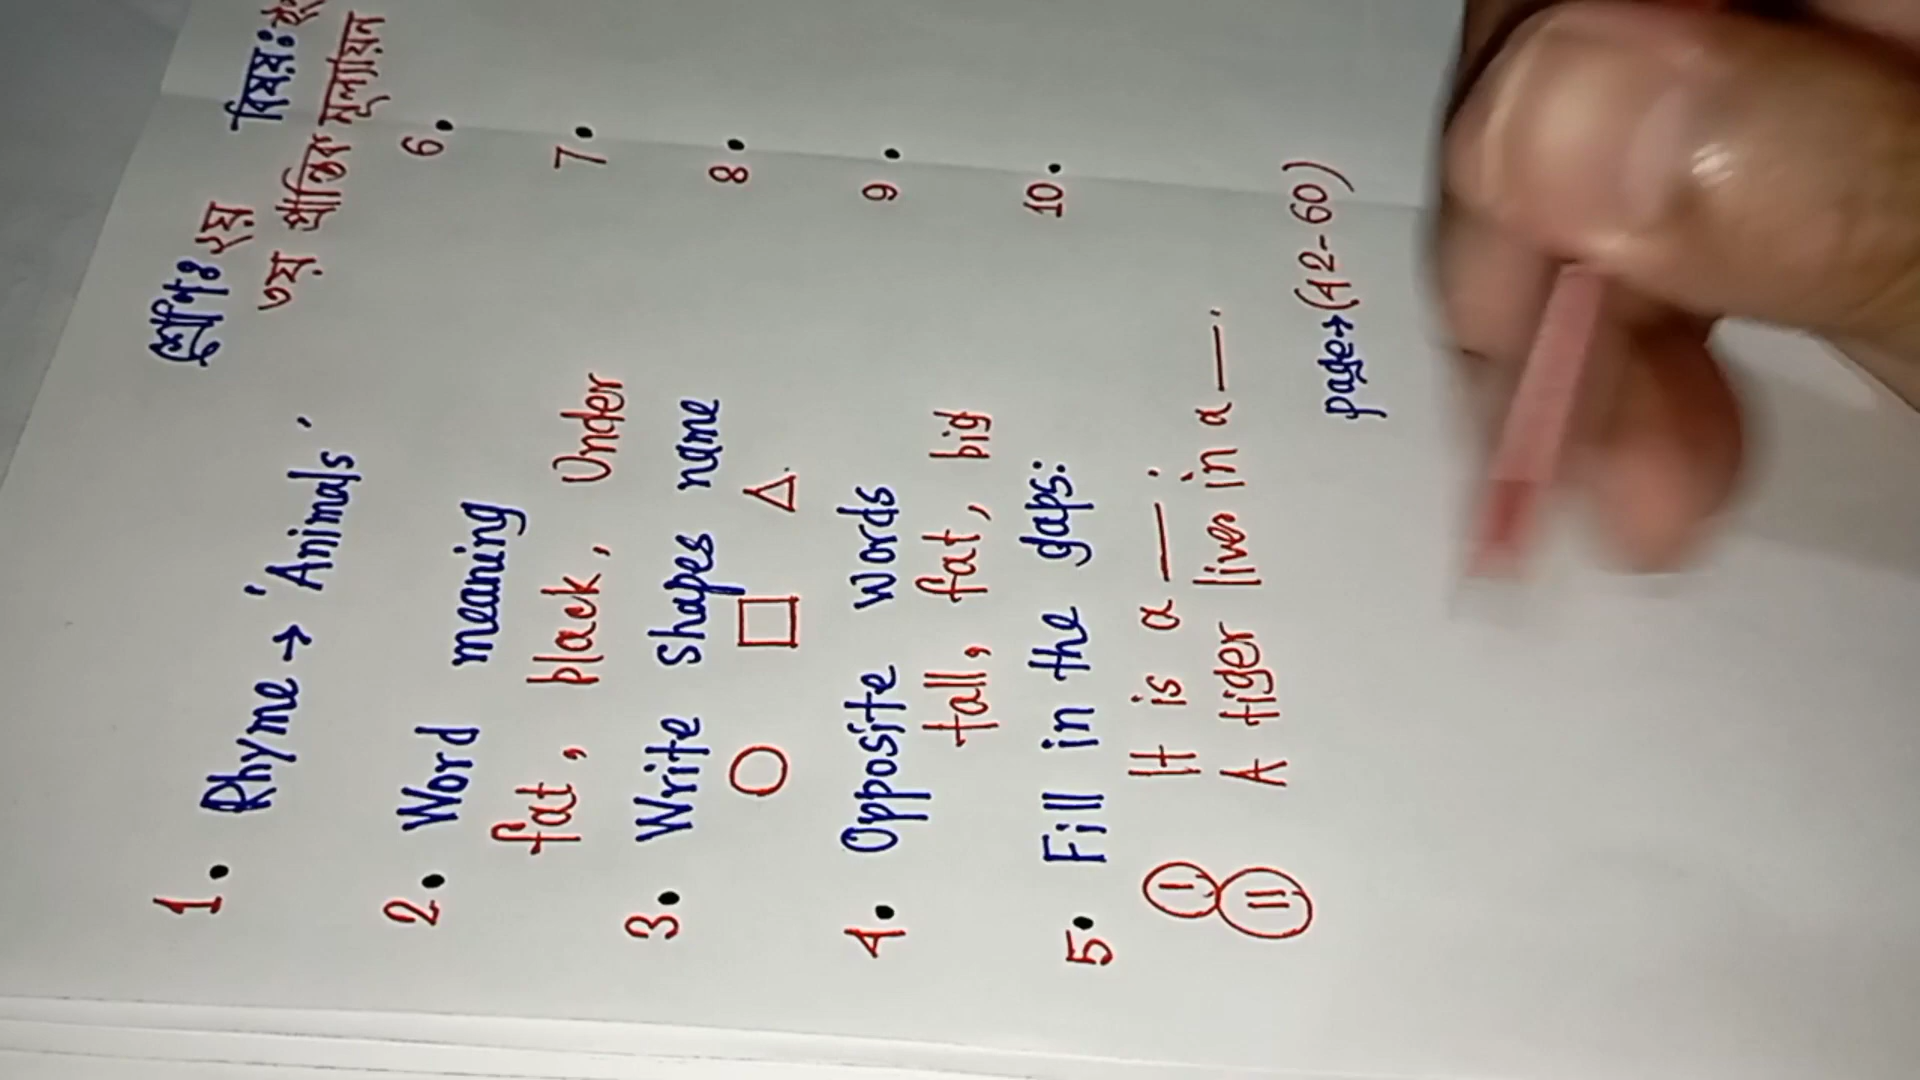 শ্রেণিঃ ২য় বিষয়ঃ
৩য় প্রান্তিক মূল্যায়ন
1. Rhyme → 'Animals'
2. Word meaning
fat, black, Under
3. Write shapes name
4. Opposite words
tall, fat, big
5. Fill in the gaps:
i It is a —.
ii A tiger lives in a —.
6.
7.
8.
9.
10.
page→(42-60)